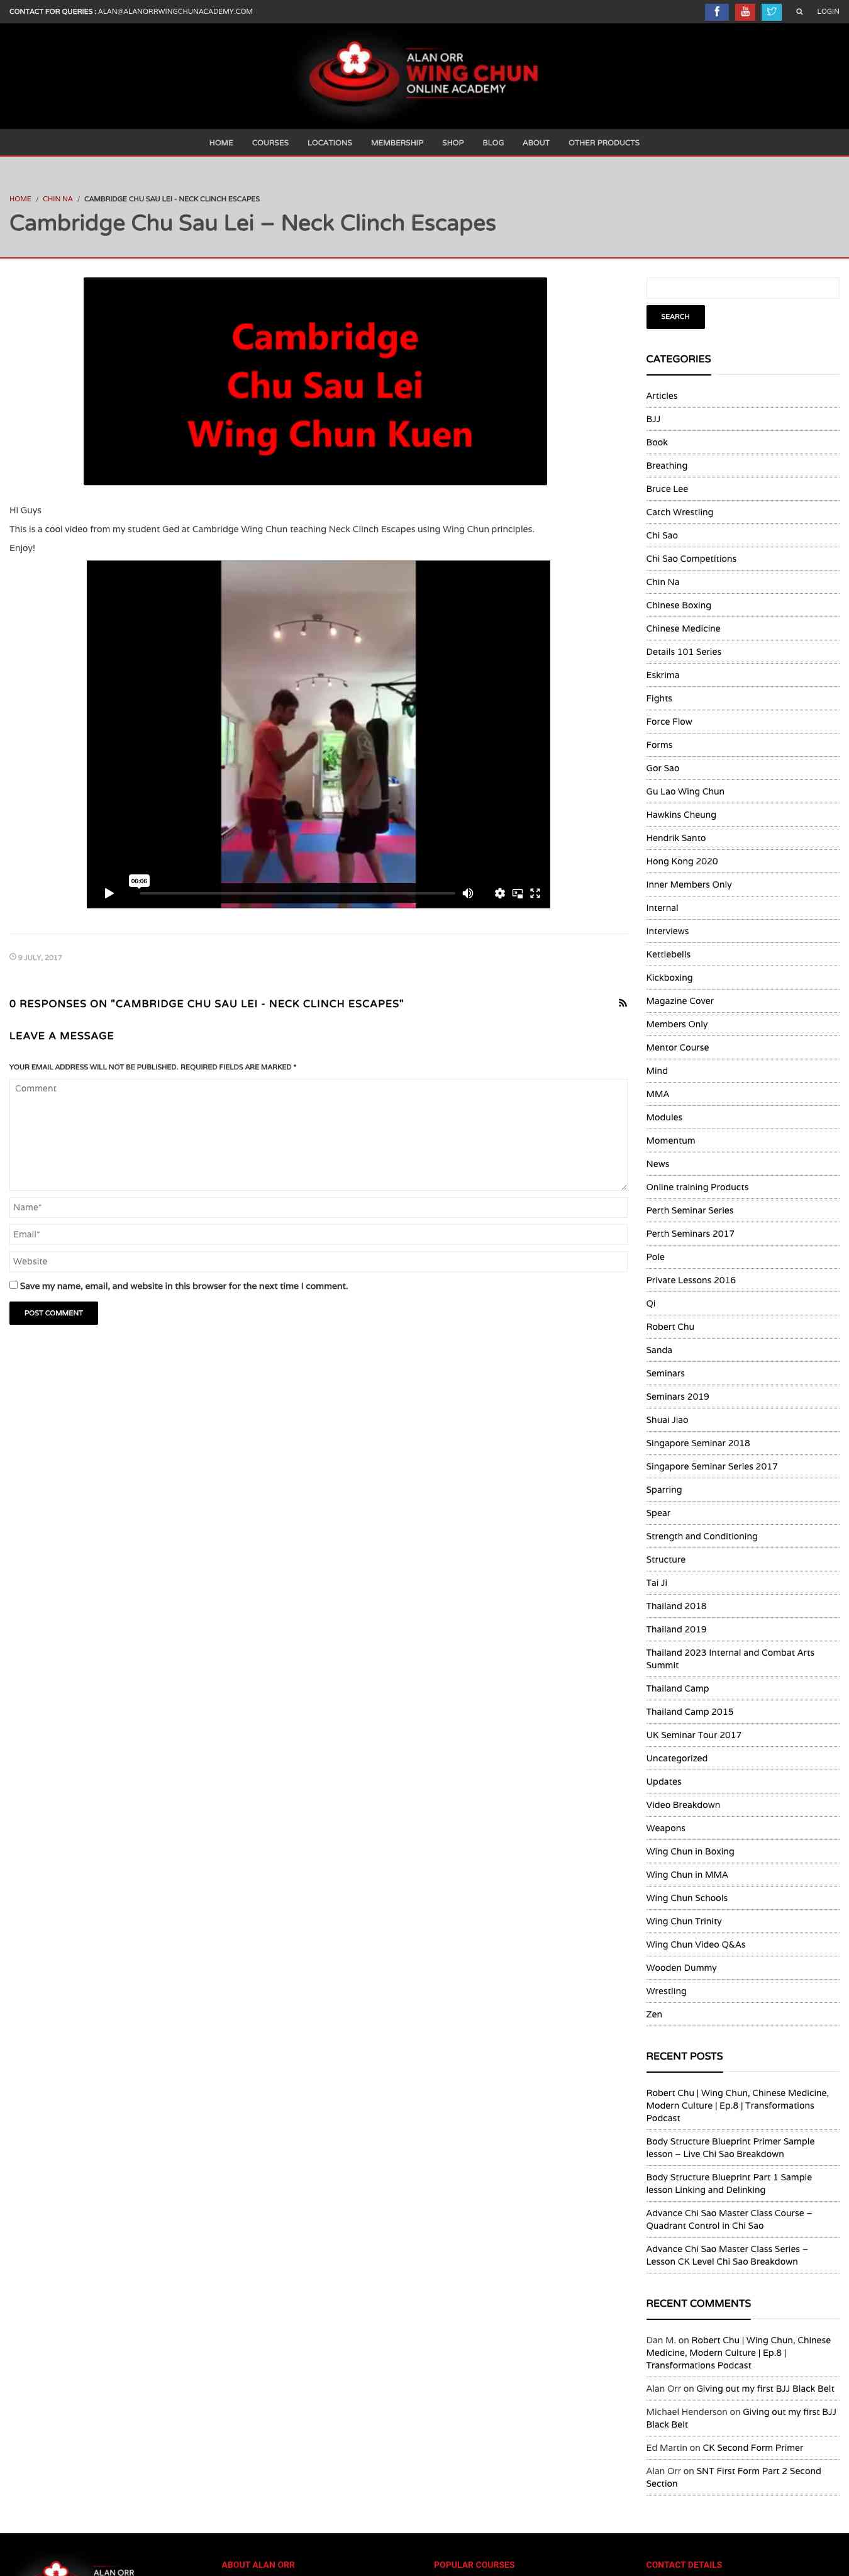 CONTACT FOR QUERIES : ALAN@ALANORRWINGCHUNACADEMY.COM
LOGIN
ALAN ORR
WING CHUN
ONLINE ACADEMY
HOME COURSES LOCATIONS MEMBERSHIP SHOP BLOG ABOUT OTHER PRODUCTS
HOME / CHIN NA / CAMBRIDGE CHU SAU LEI - NECK CLINCH ESCAPES
Cambridge Chu Sau Lei – Neck Clinch Escapes
Cambridge
Chu Sau Lei
Wing Chun Kuen
Hi Guys
This is a cool video from my student Ged at Cambridge Wing Chun teaching Neck Clinch Escapes using Wing Chun principles.
Enjoy!
06:06
9 JULY, 2017
0 RESPONSES ON "CAMBRIDGE CHU SAU LEI - NECK CLINCH ESCAPES"
LEAVE A MESSAGE
YOUR EMAIL ADDRESS WILL NOT BE PUBLISHED. REQUIRED FIELDS ARE MARKED *
Comment
Name*
Email*
Website
Save my name, email, and website in this browser for the next time I comment.
POST COMMENT
SEARCH
CATEGORIES
Articles
BJJ
Book
Breathing
Bruce Lee
Catch Wrestling
Chi Sao
Chi Sao Competitions
Chin Na
Chinese Boxing
Chinese Medicine
Details 101 Series
Eskrima
Fights
Force Flow
Forms
Gor Sao
Gu Lao Wing Chun
Hawkins Cheung
Hendrik Santo
Hong Kong 2020
Inner Members Only
Internal
Interviews
Kettlebells
Kickboxing
Magazine Cover
Members Only
Mentor Course
Mind
MMA
Modules
Momentum
News
Online training Products
Perth Seminar Series
Perth Seminars 2017
Pole
Private Lessons 2016
Qi
Robert Chu
Sanda
Seminars
Seminars 2019
Shuai Jiao
Singapore Seminar 2018
Singapore Seminar Series 2017
Sparring
Spear
Strength and Conditioning
Structure
Tai Ji
Thailand 2018
Thailand 2019
Thailand 2023 Internal and Combat Arts
Summit
Thailand Camp
Thailand Camp 2015
UK Seminar Tour 2017
Uncategorized
Updates
Video Breakdown
Weapons
Wing Chun in Boxing
Wing Chun in MMA
Wing Chun Schools
Wing Chun Trinity
Wing Chun Video Q&As
Wooden Dummy
Wrestling
Zen
RECENT POSTS
Robert Chu | Wing Chun, Chinese Medicine,
Modern Culture | Ep.8 | Transformations
Podcast
Body Structure Blueprint Primer Sample
lesson – Live Chi Sao Breakdown
Body Structure Blueprint Part 1 Sample
lesson Linking and Delinking
Advance Chi Sao Master Class Course –
Quadrant Control in Chi Sao
Advance Chi Sao Master Class Series –
Lesson CK Level Chi Sao Breakdown
RECENT COMMENTS
Dan M. on Robert Chu | Wing Chun, Chinese
Medicine, Modern Culture | Ep.8 |
Transformations Podcast
Alan Orr on Giving out my first BJJ Black Belt
Michael Henderson on Giving out my first BJJ
Black Belt
Ed Martin on CK Second Form Primer
Alan Orr on SNT First Form Part 2 Second
Section
ALAN ORR
ABOUT ALAN ORR
POPULAR COURSES
CONTACT DETAILS